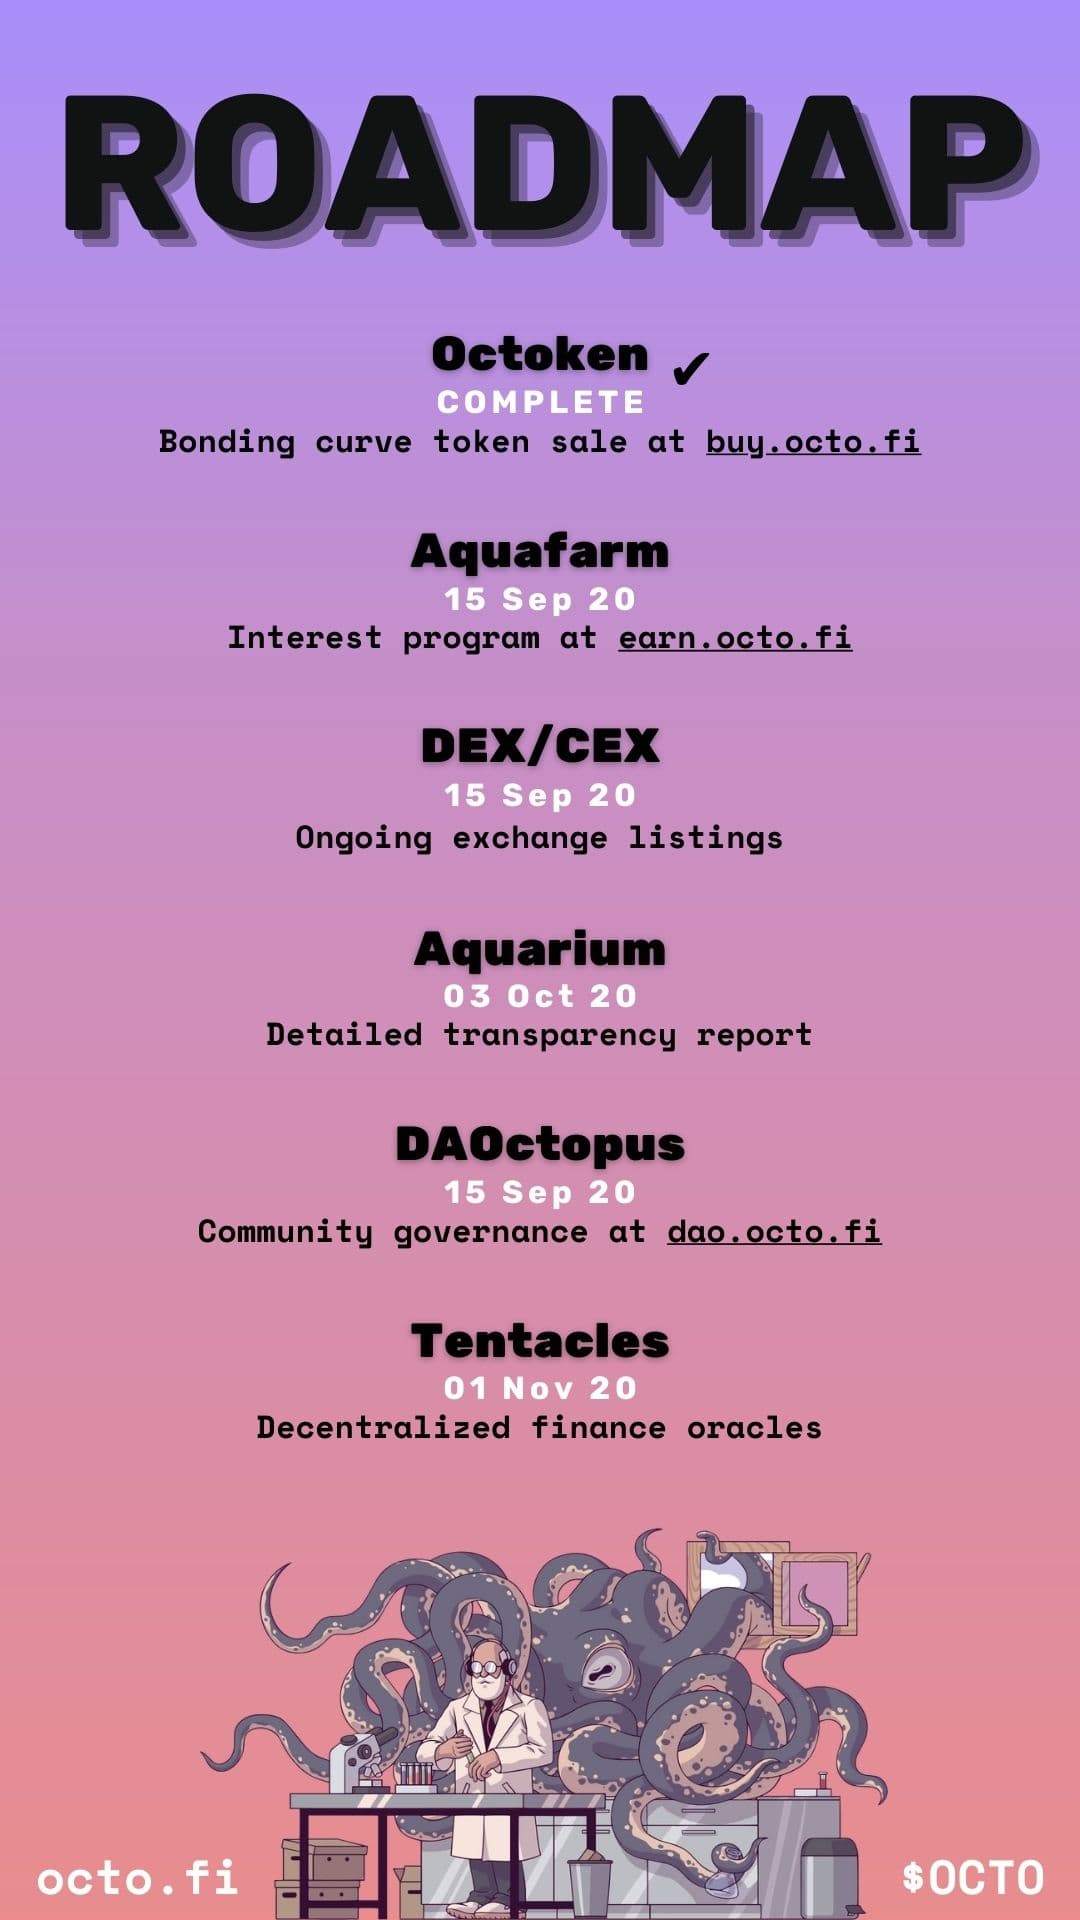 ROADMAP
Octoken ✔
COMPLETE
Bonding curve token sale at buy.octo.fi
Aquafarm
15 Sep 20
Interest program at earn.octo.fi
DEX/CEX
15 Sep 20
Ongoing exchange listings
Aquarium
03 Oct 20
Detailed transparency report
DAOctopus
15 Sep 20
Community governance at dao.octo.fi
Tentacles
01 Nov 20
Decentralized finance oracles
octo.fi
$OCTO